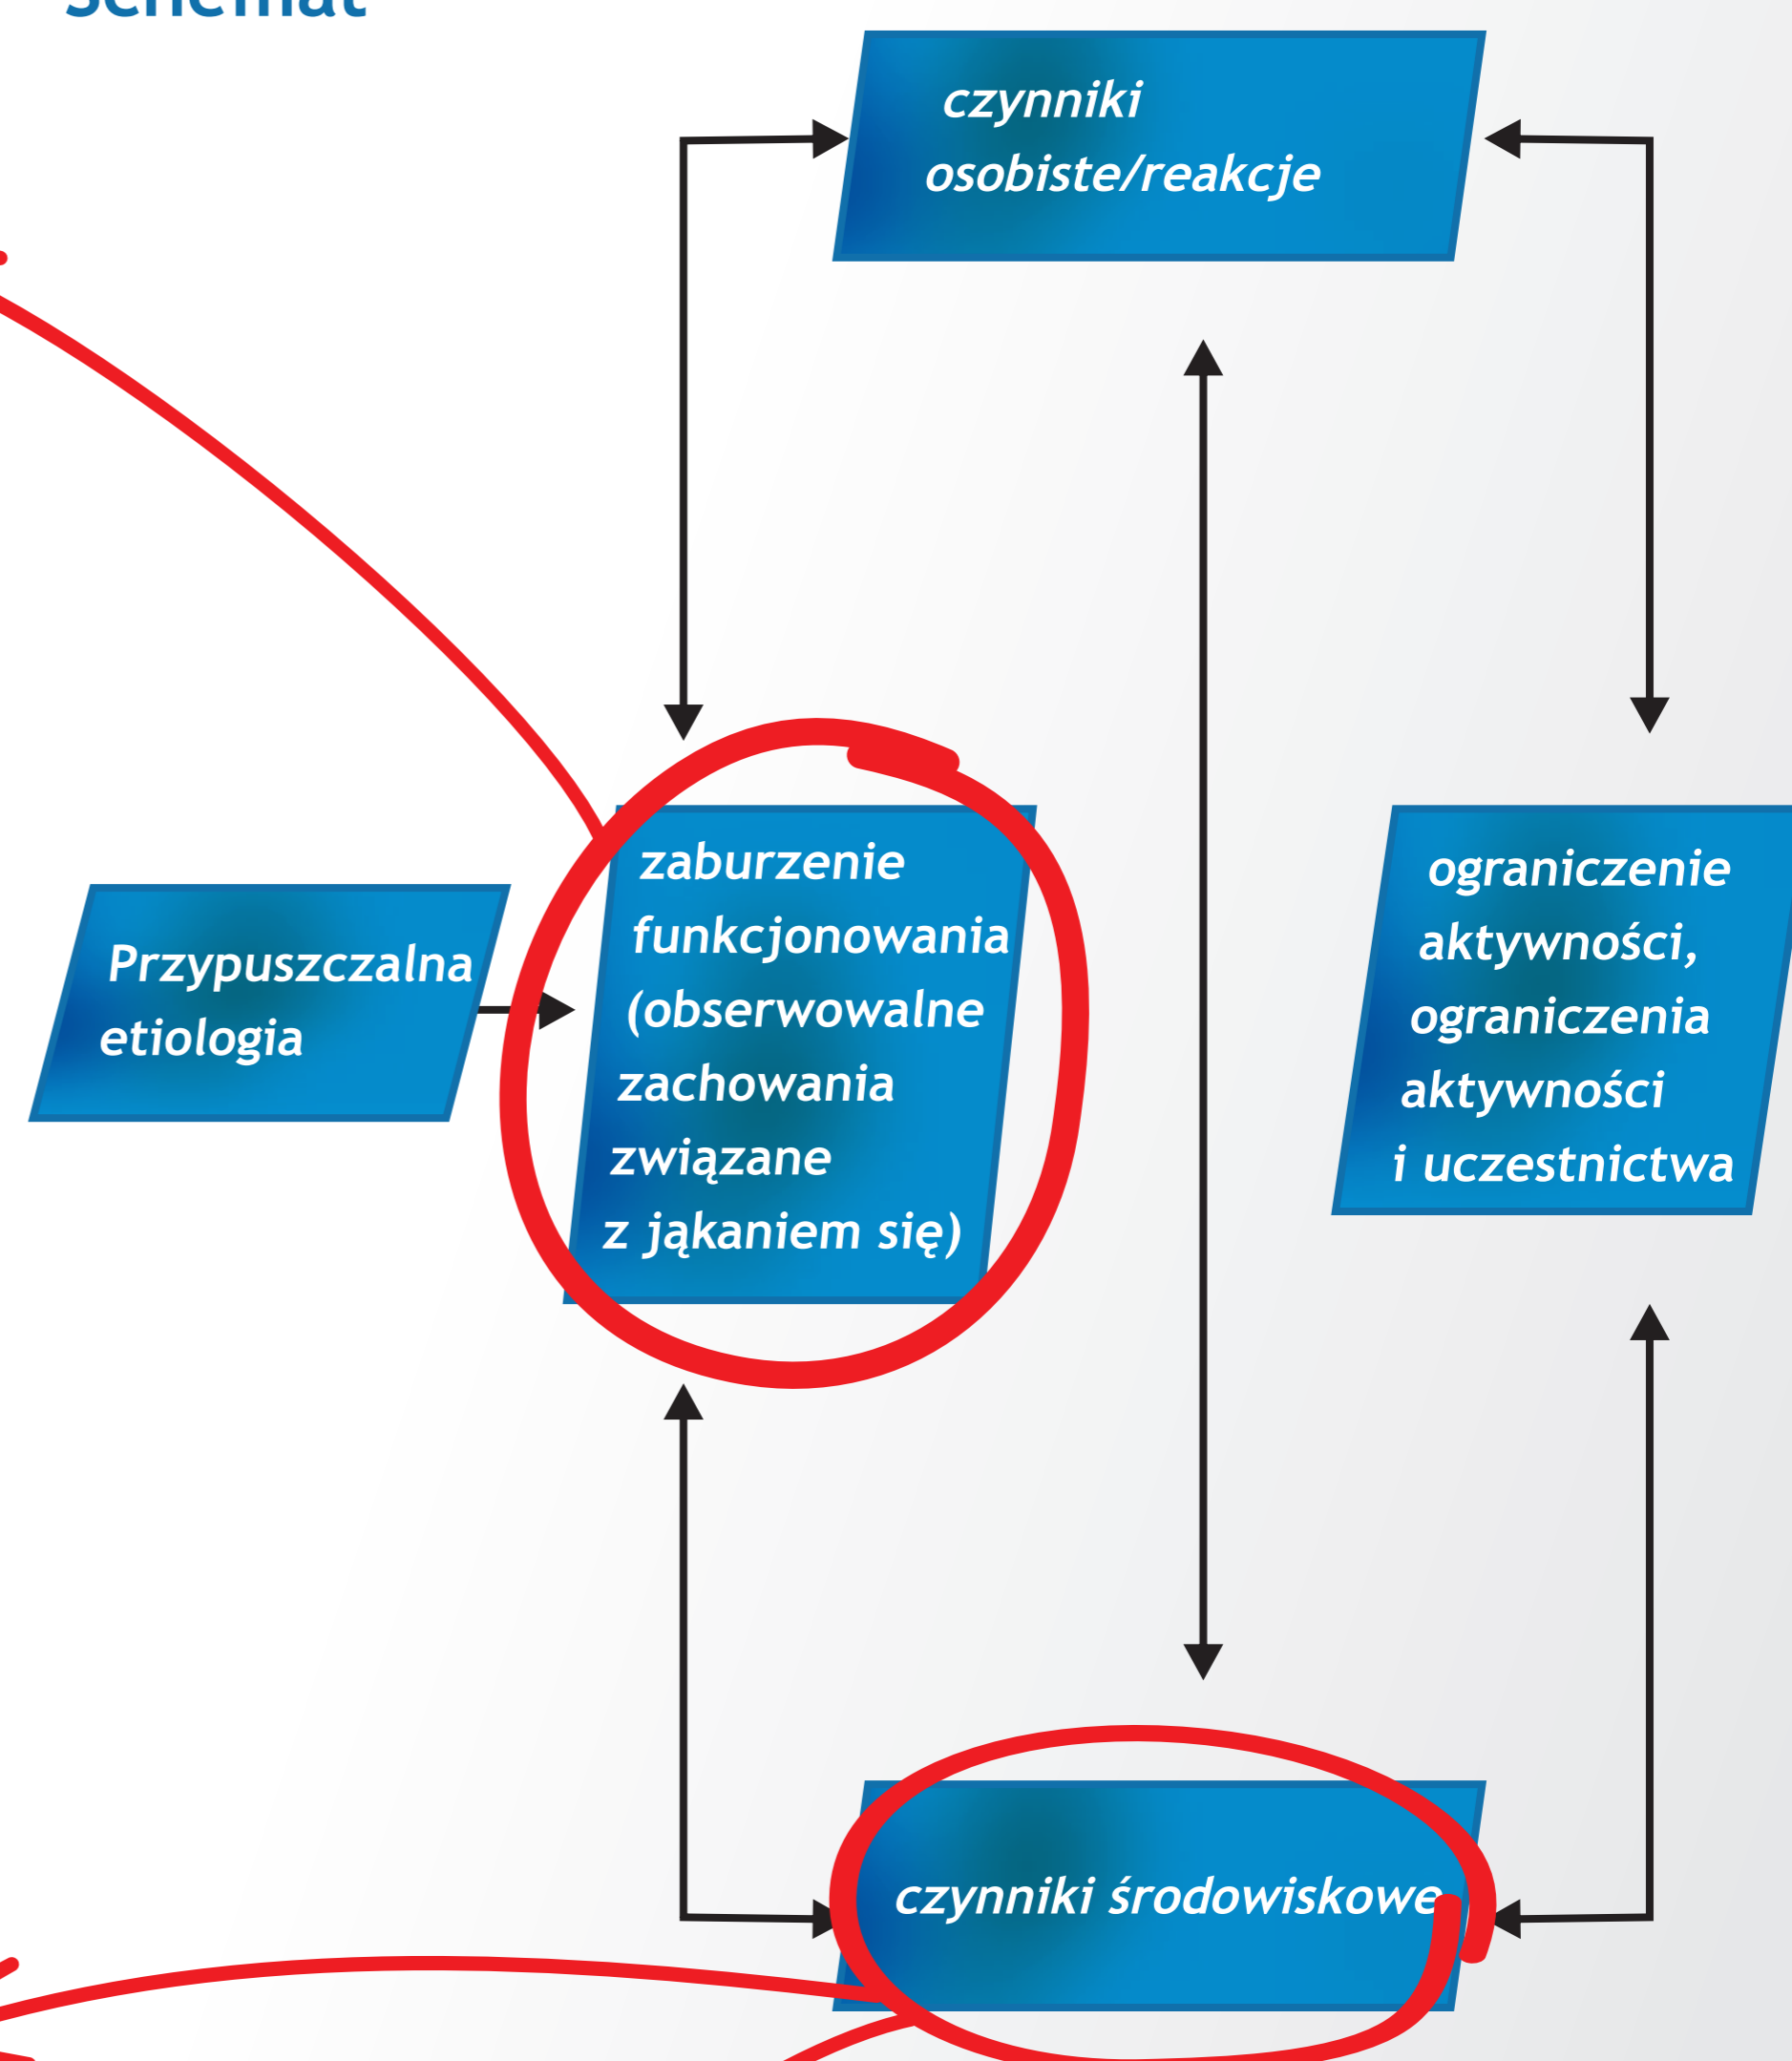 Schemat
czynniki
osobiste/reakcje
zaburzenie
funkcjonowania
(obserwowalne
zachowania
związane
z jąkaniem się)
Przypuszczalna
etiologia
ograniczenie
aktywności,
ograniczenia
aktywności
i uczestnictwa
czynniki środowiskowe